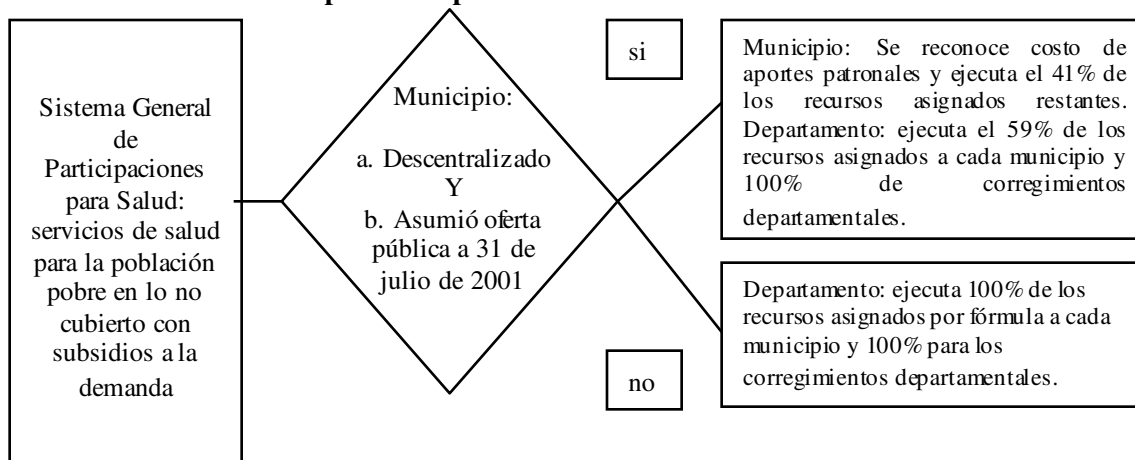 Sistema General
de
Participaciones
para Salud:
servicios de salud
para la población
pobre en lo no
cubierto con
subsidios a la
demanda
Municipio:
a. Descentralizado
Y
b. Asumió oferta
pública a 31 de
julio de 2001
si
Municipio: Se reconoce costo de
aportes patronales y ejecuta el 41% de
los recursos asignados restantes.
Departamento: ejecuta el 59% de los
recursos asignados a cada municipio y
100% de corregimientos
departamentales.
no
Departamento: ejecuta 100% de los
recursos asignados por fórmula a cada
municipio y 100% para los
corregimientos departamentales.